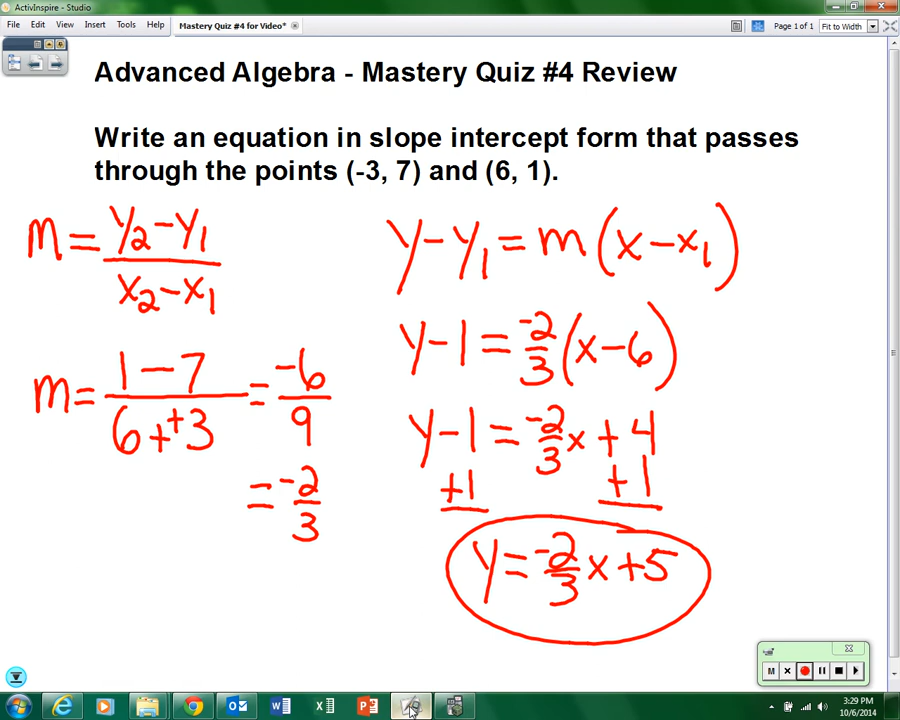 ActivInspire - Studio
File Edit View Insert Tools Help
Mastery Quiz #4 for Video*
Page 1 of 1
Fit to Width
Advanced Algebra - Mastery Quiz #4 Review
Write an equation in slope intercept form that passes
through the points (-3, 7) and (6, 1).
m = (y₂ - y₁)/(x₂ - x₁)
m = (1 - 7)/(6 + +3) = -6/9
= -2/3
y - y₁ = m(x - x₁)
y - 1 = -2/3(x - 6)
y - 1 = -2/3x + 4
+1 +1
y = -2/3x + 5
M
3:29 PM
10/6/2014